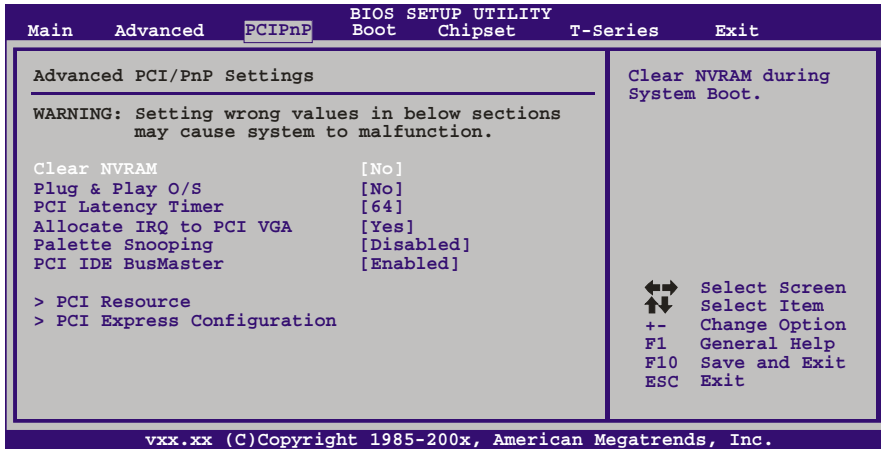 BIOS SETUP UTILITY
Main Advanced PCIPnP Boot Chipset T-Series Exit
Advanced PCI/PnP Settings
WARNING: Setting wrong values in below sections
may cause system to malfunction.
Clear NVRAM [No]
Plug & Play O/S [No]
PCI Latency Timer [64]
Allocate IRQ to PCI VGA [Yes]
Palette Snooping [Disabled]
PCI IDE BusMaster [Enabled]
> PCI Resource
> PCI Express Configuration
Clear NVRAM during
System Boot.
Select Screen
Select Item
+- Change Option
F1 General Help
F10 Save and Exit
ESC Exit
vxx.xx (C)Copyright 1985-200x, American Megatrends, Inc.